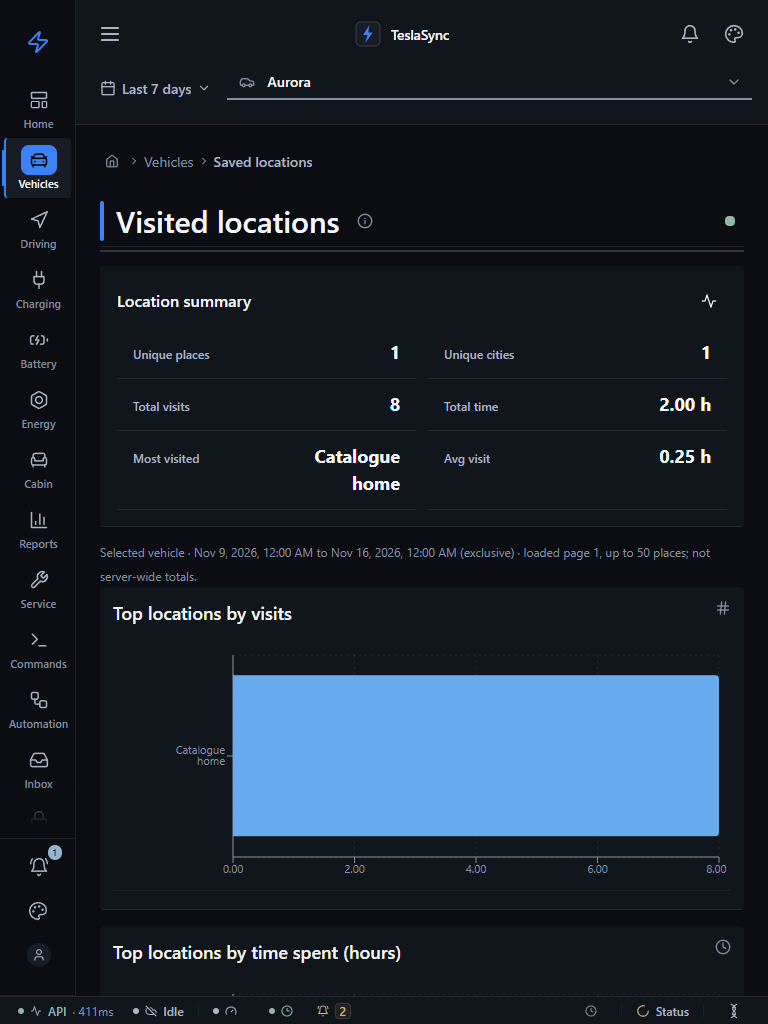 TeslaSync
Last 7 days
Aurora
Home
Vehicles
Driving
Charging
Battery
Energy
Cabin
Reports
Service
Commands
Automation
Inbox
1
Vehicles
Saved locations
Visited locations
Location summary
Unique places 1
Unique cities 1
Total visits 8
Total time 2.00 h
Most visited Catalogue
home
Avg visit 0.25 h
Selected vehicle · Nov 9, 2026, 12:00 AM to Nov 16, 2026, 12:00 AM (exclusive) · loaded page 1, up to 50 places; not
server-wide totals.
Top locations by visits
Catalogue
home
0.00 2.00 4.00 6.00 8.00
Top locations by time spent (hours)
API · 411ms
Idle
2
Status